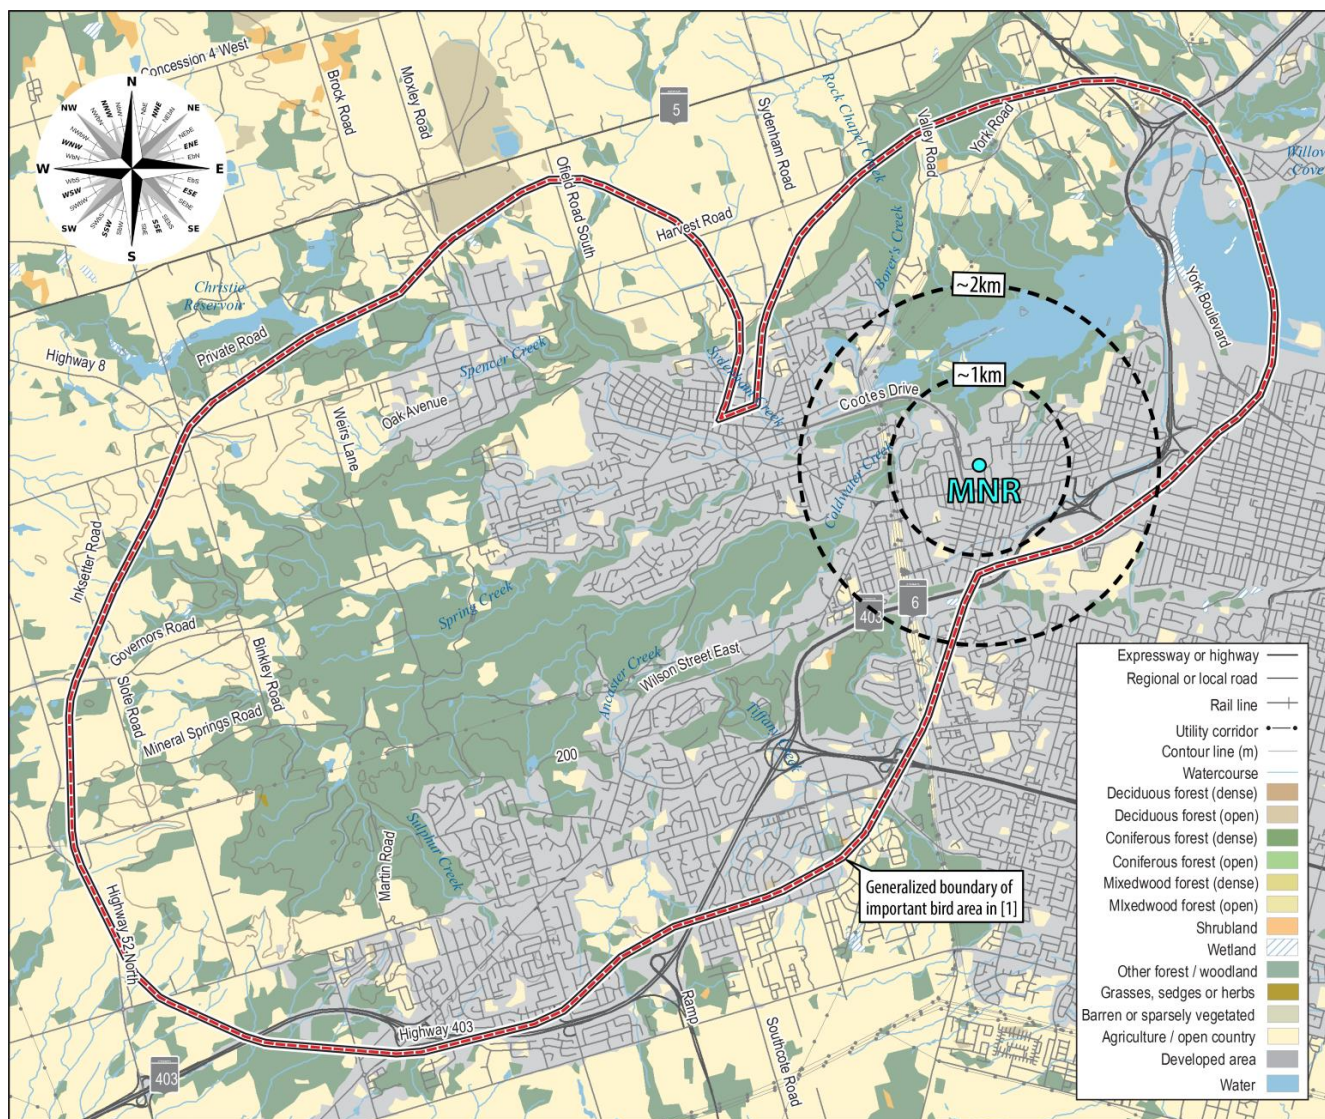 Concession 4 West
Brock Road
Moxley Road
5
Sydenham Road
Rock Chapel Creek
Valley Road
York Road
Willow
Cove
N
NNW
NNE
NW
NE
WNW
ENE
W
E
WSW
ESE
SW
SE
SSW
SSE
S
Ofield Road South
Harvest Road
Borer's Creek
York Boulevard
Christie
Reservoir
Private Road
Highway 8
~2km
~1km
Spencer Creek
Sydenham Creek
Oak Avenue
Weirs Lane
Cootes Drive
MNR
Coldwater Creek
Inksetter Road
Spring Creek
403
6
Governors Road
Binkley Road
Slote Road
Mineral Springs Road
Ancaster Creek
Wilson Street East
Tiffany Creek
200
Sulphur Creek
Martin Road
Highway 52 North
Highway 403
Ramp
Southcote Road
403
Generalized boundary of
important bird area in [1]
Expressway or highway
Regional or local road
Rail line
Utility corridor
Contour line (m)
Watercourse
Deciduous forest (dense)
Deciduous forest (open)
Coniferous forest (dense)
Coniferous forest (open)
Mixedwood forest (dense)
MIxedwood forest (open)
Shrubland
Wetland
Other forest / woodland
Grasses, sedges or herbs
Barren or sparsely vegetated
Agriculture / open country
Developed area
Water